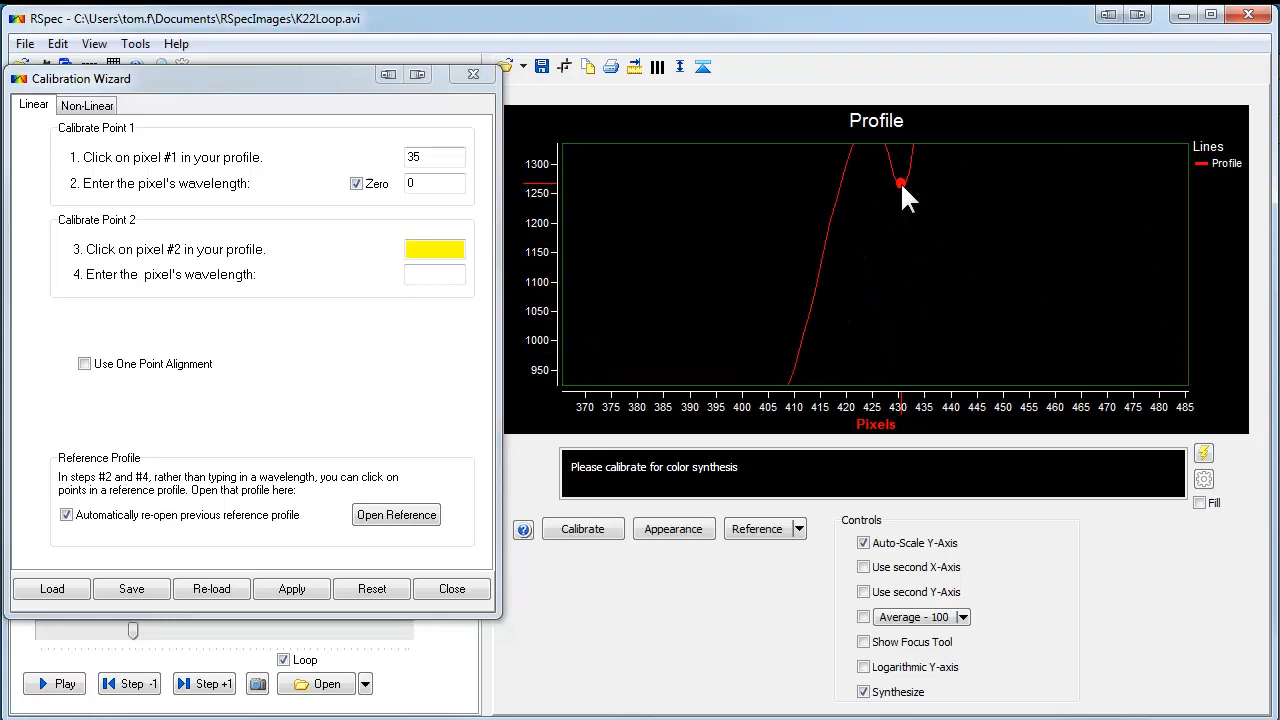 RSpec - C:\Users\tom.f\Documents\RSpecImages\K22Loop.avi
File Edit View Tools Help
Calibration Wizard
Linear Non-Linear
Calibrate Point 1
1. Click on pixel #1 in your profile. 35
2. Enter the pixel's wavelength: Zero 0
Calibrate Point 2
3. Click on pixel #2 in your profile.
4. Enter the pixel's wavelength:
Use One Point Alignment
Reference Profile
In steps #2 and #4, rather than typing in a wavelength, you can click on
points in a reference profile. Open that profile here:
Automatically re-open previous reference profile Open Reference
Load Save Re-load Apply Reset Close
Loop
Play Step -1 Step +1 Open
Profile
Lines
Profile
1300
1250
1200
1150
1100
1050
1000
950
370 375 380 385 390 395 400 405 410 415 420 425 430 435 440 445 450 455 460 465 470 475 480 485
Pixels
Please calibrate for color synthesis
Fill
Calibrate Appearance Reference
Controls
Auto-Scale Y-Axis
Use second X-Axis
Use second Y-Axis
Average - 100
Show Focus Tool
Logarithmic Y-axis
Synthesize